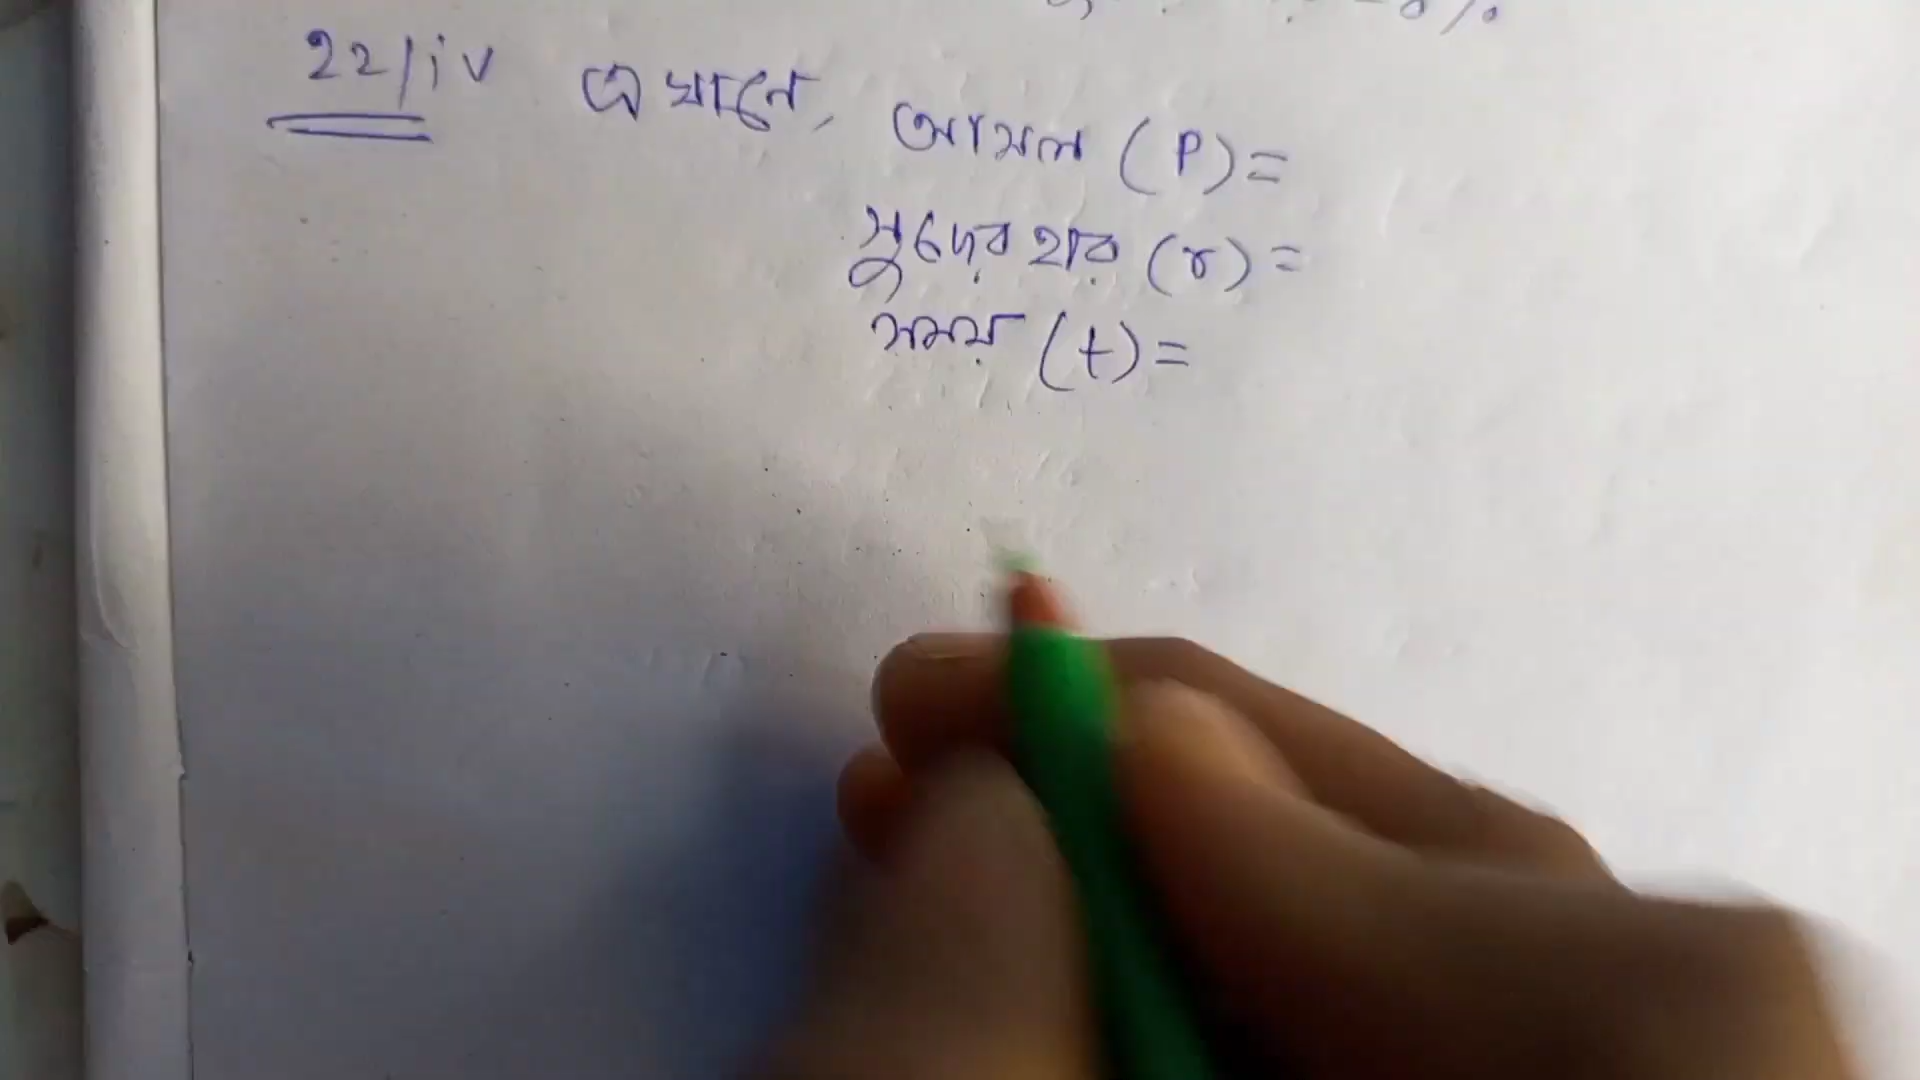 22/iv এখানে, আসল (P)=
সুদের হার (r) =
সময় (t)=